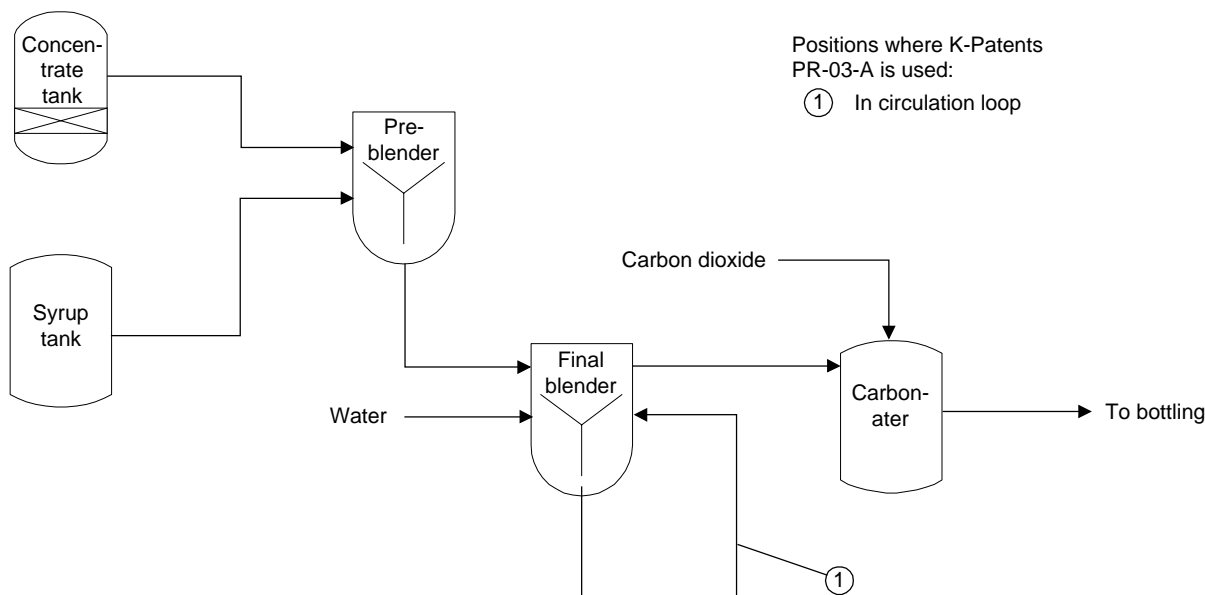 Concen-
trate
tank
Positions where K-Patents
PR-03-A is used:
1 In circulation loop
Pre-
blender
Syrup
tank
Carbon dioxide
Final
blender
Water
Carbon-
ater
To bottling
1